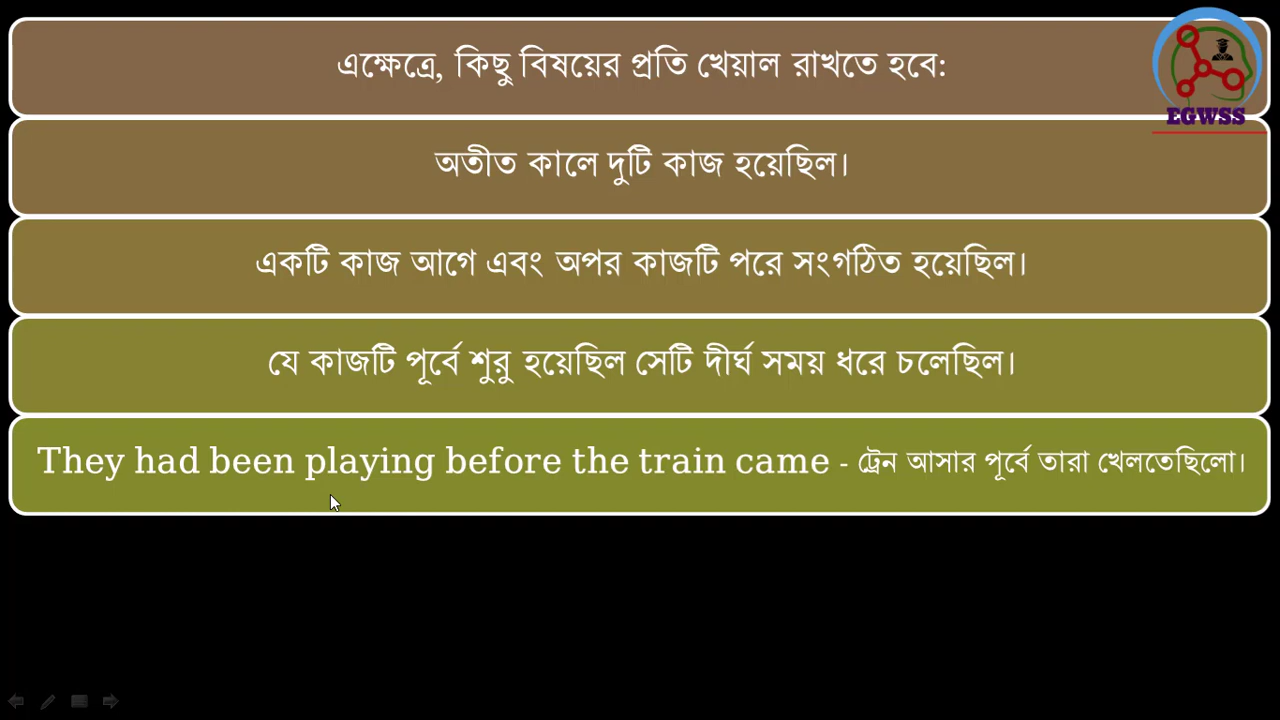 এক্ষেত্রে, কিছু বিষয়ের প্রতি খেয়াল রাখতে হবে:
EGWSS
অতীত কালে দুটি কাজ হয়েছিল।
একটি কাজ আগে এবং অপর কাজটি পরে সংগঠিত হয়েছিল।
যে কাজটি পূর্বে শুরু হয়েছিল সেটি দীর্ঘ সময় ধরে চলেছিল।
They had been playing before the train came - ট্রেন আসার পূর্বে তারা খেলতেছিলো।